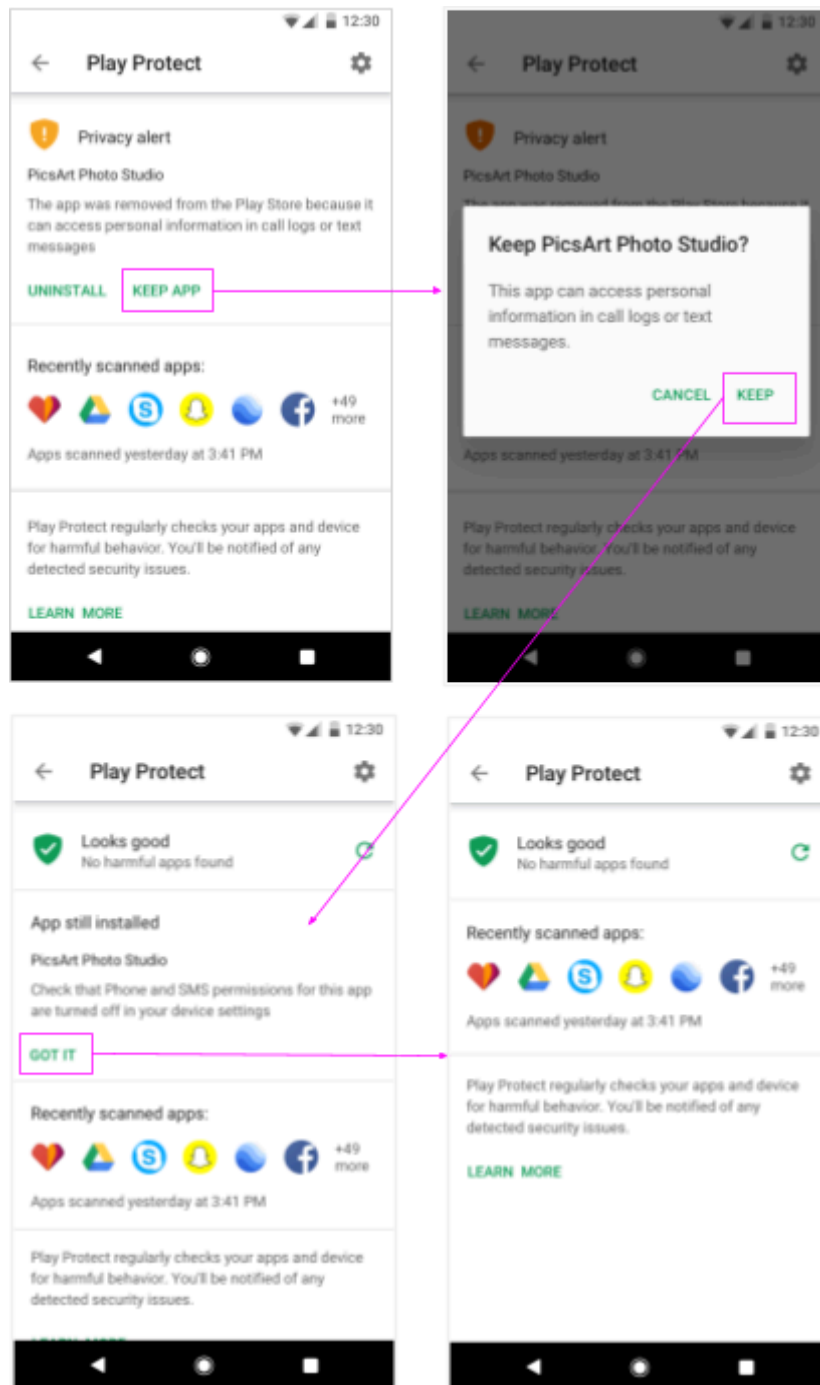 12:30
Play Protect
Privacy alert
PicsArt Photo Studio
The app was removed from the Play Store because it
can access personal information in call logs or text
messages
UNINSTALL KEEP APP
Recently scanned apps:
+49
more
Apps scanned yesterday at 3:41 PM
Play Protect regularly checks your apps and device
for harmful behavior. You'll be notified of any
detected security issues.
LEARN MORE
12:30
Play Protect
Privacy alert
PicsArt Photo Studio
The app was removed from the Play Store because it
Keep PicsArt Photo Studio?
This app can access personal
information in call logs or text
messages.
CANCEL KEEP
Apps scanned yesterday at 3:41 PM
Play Protect regularly checks your apps and device
for harmful behavior. You'll be notified of any
detected security issues.
LEARN MORE
12:30
Play Protect
Looks good
No harmful apps found
App still installed
PicsArt Photo Studio
Check that Phone and SMS permissions for this app
are turned off in your device settings
GOT IT
Recently scanned apps:
+49
more
Apps scanned yesterday at 3:41 PM
Play Protect regularly checks your apps and device
for harmful behavior. You'll be notified of any
detected security issues.
LEARN MORE
12:30
Play Protect
Looks good
No harmful apps found
Recently scanned apps:
+49
more
Apps scanned yesterday at 3:41 PM
Play Protect regularly checks your apps and device
for harmful behavior. You'll be notified of any
detected security issues.
LEARN MORE